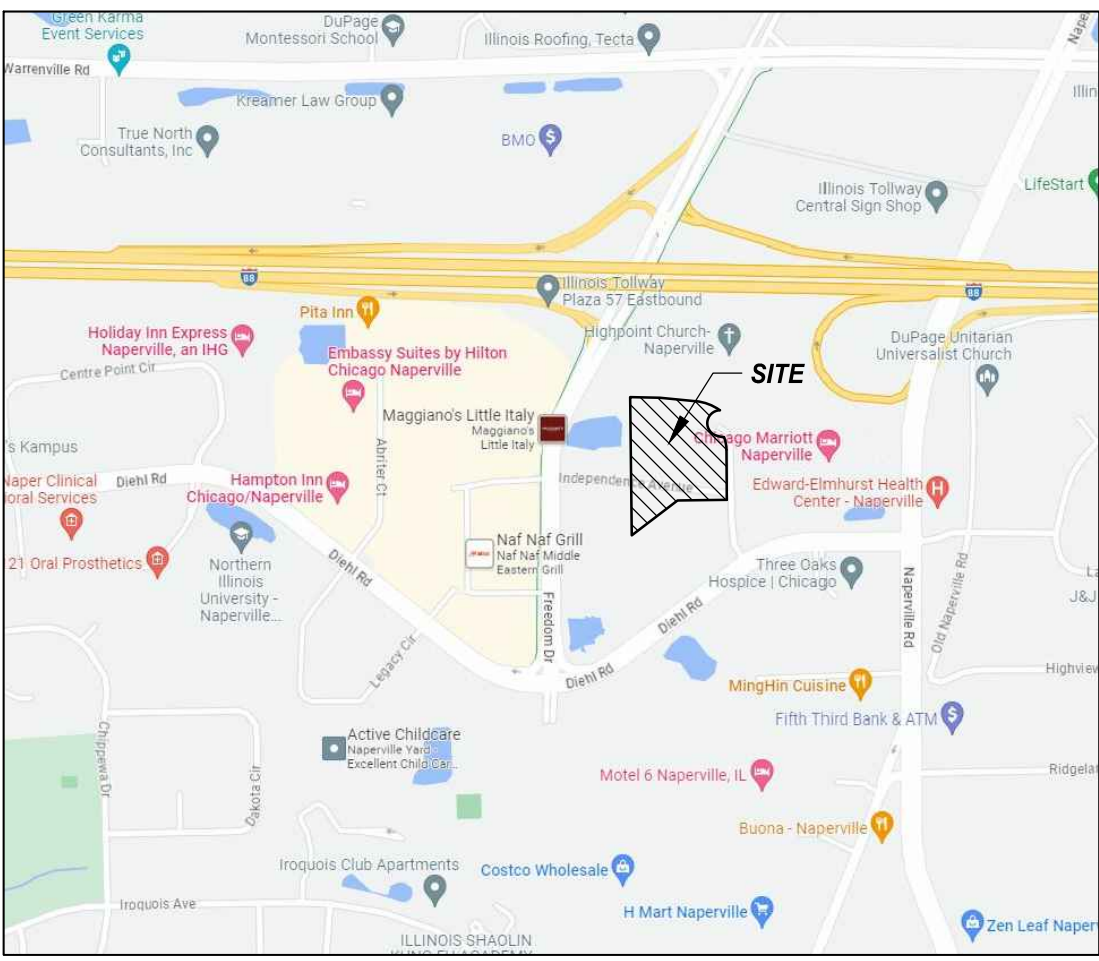 Green Karma
Event Services
DuPage
Montessori School
Illinois Roofing, Tecta
Warrenville Rd
Kreamer Law Group
True North
Consultants, Inc
BMO
Illinois Tollway
Central Sign Shop
LifeStart
88
88
Illinois Tollway
Plaza 57 Eastbound
Pita Inn
Holiday Inn Express
Naperville, an IHG
Centre Point Cir
Embassy Suites by Hilton
Chicago Naperville
Highpoint Church-
Naperville
DuPage Unitarian
Universalist Church
SITE
Maggiano's Little Italy
Maggiano's
Little Italy
Chicago Marriott
Naperville
's Kampus
Abriter Ct
Naper Clinical
oral Services
Diehl Rd
Hampton Inn
Chicago/Naperville
Independence Avenue
Edward-Elmhurst Health
Center - Naperville
21 Oral Prosthetics
Northern
Illinois
University -
Naperville...
Naf Naf Grill
Naf Naf Middle
Eastern Grill
Diehl Rd
Freedom Dr
Three Oaks
Hospice | Chicago
Diehl Rd
Naperville Rd
Old Naperville Rd
J&J
Legacy Cir
Diehl Rd
MingHin Cuisine
Highview
Fifth Third Bank & ATM
Active Childcare
Naperville Yard -
Excellent Child Car...
Chippewa Dr
Dakota Cir
Motel 6 Naperville, IL
Ridgela
Buona - Naperville
Iroquois Club Apartments
Costco Wholesale
Iroquois Ave
H Mart Naperville
Zen Leaf Naper
ILLINOIS SHAOLIN
KUNG FU ACADEMY